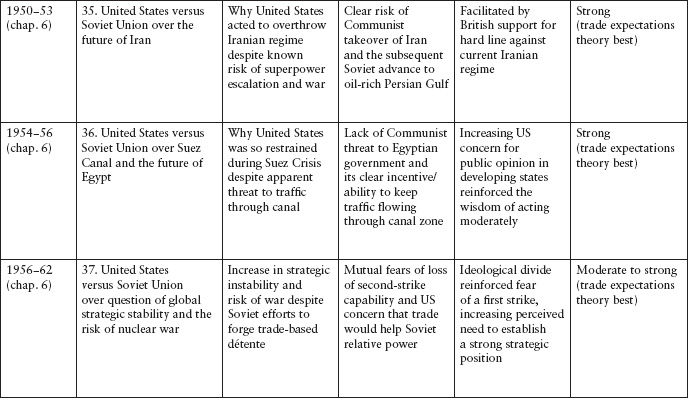 1950–53
(chap. 6)
35. United States versus
Soviet Union over the
future of Iran
Why United States
acted to overthrow
Iranian regime
despite known
risk of superpower
escalation and war
Clear risk of
Communist
takeover of Iran
and the subsequent
Soviet advance to
oil-rich Persian Gulf
Facilitated by
British support for
hard line against
current Iranian
regime
Strong
(trade expectations
theory best)
1954–56
(chap. 6)
36. United States versus
Soviet Union over Suez
Canal and the future of
Egypt
Why United States
was so restrained
during Suez Crisis
despite apparent
threat to traffic
through canal
Lack of Communist
threat to Egyptian
government and
its clear incentive/
ability to keep
traffic flowing
through canal zone
Increasing US
concern for
public opinion in
developing states
reinforced the
wisdom of acting
moderately
Strong
(trade expectations
theory best)
1956–62
(chap. 6)
37. United States
versus Soviet Union
over question of global
strategic stability and the
risk of nuclear war
Increase in strategic
instability and
risk of war despite
Soviet efforts to
forge trade-based
détente
Mutual fears of loss
of second-strike
capability and US
concern that trade
would help Soviet
relative power
Ideological divide
reinforced fear
of a first strike,
increasing perceived
need to establish
a strong strategic
position
Moderate to strong
(trade expectations
theory best)